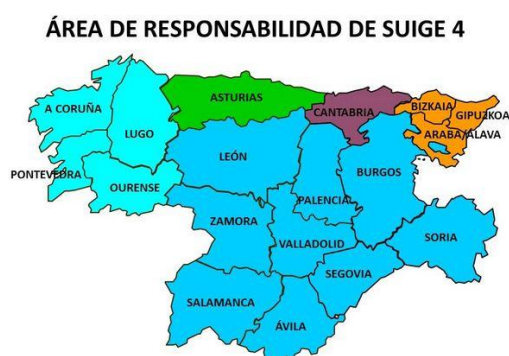 ÁREA DE RESPONSABILIDAD DE SUIGE 4
A CORUÑA
LUGO
PONTEVEDRA
OURENSE
ASTURIAS
CANTABRIA
BIZKAIA
GIPUZKOA
ARABA/ÁLAVA
LEÓN
PALENCIA
BURGOS
ZAMORA
VALLADOLID
SORIA
SEGOVIA
SALAMANCA
ÁVILA